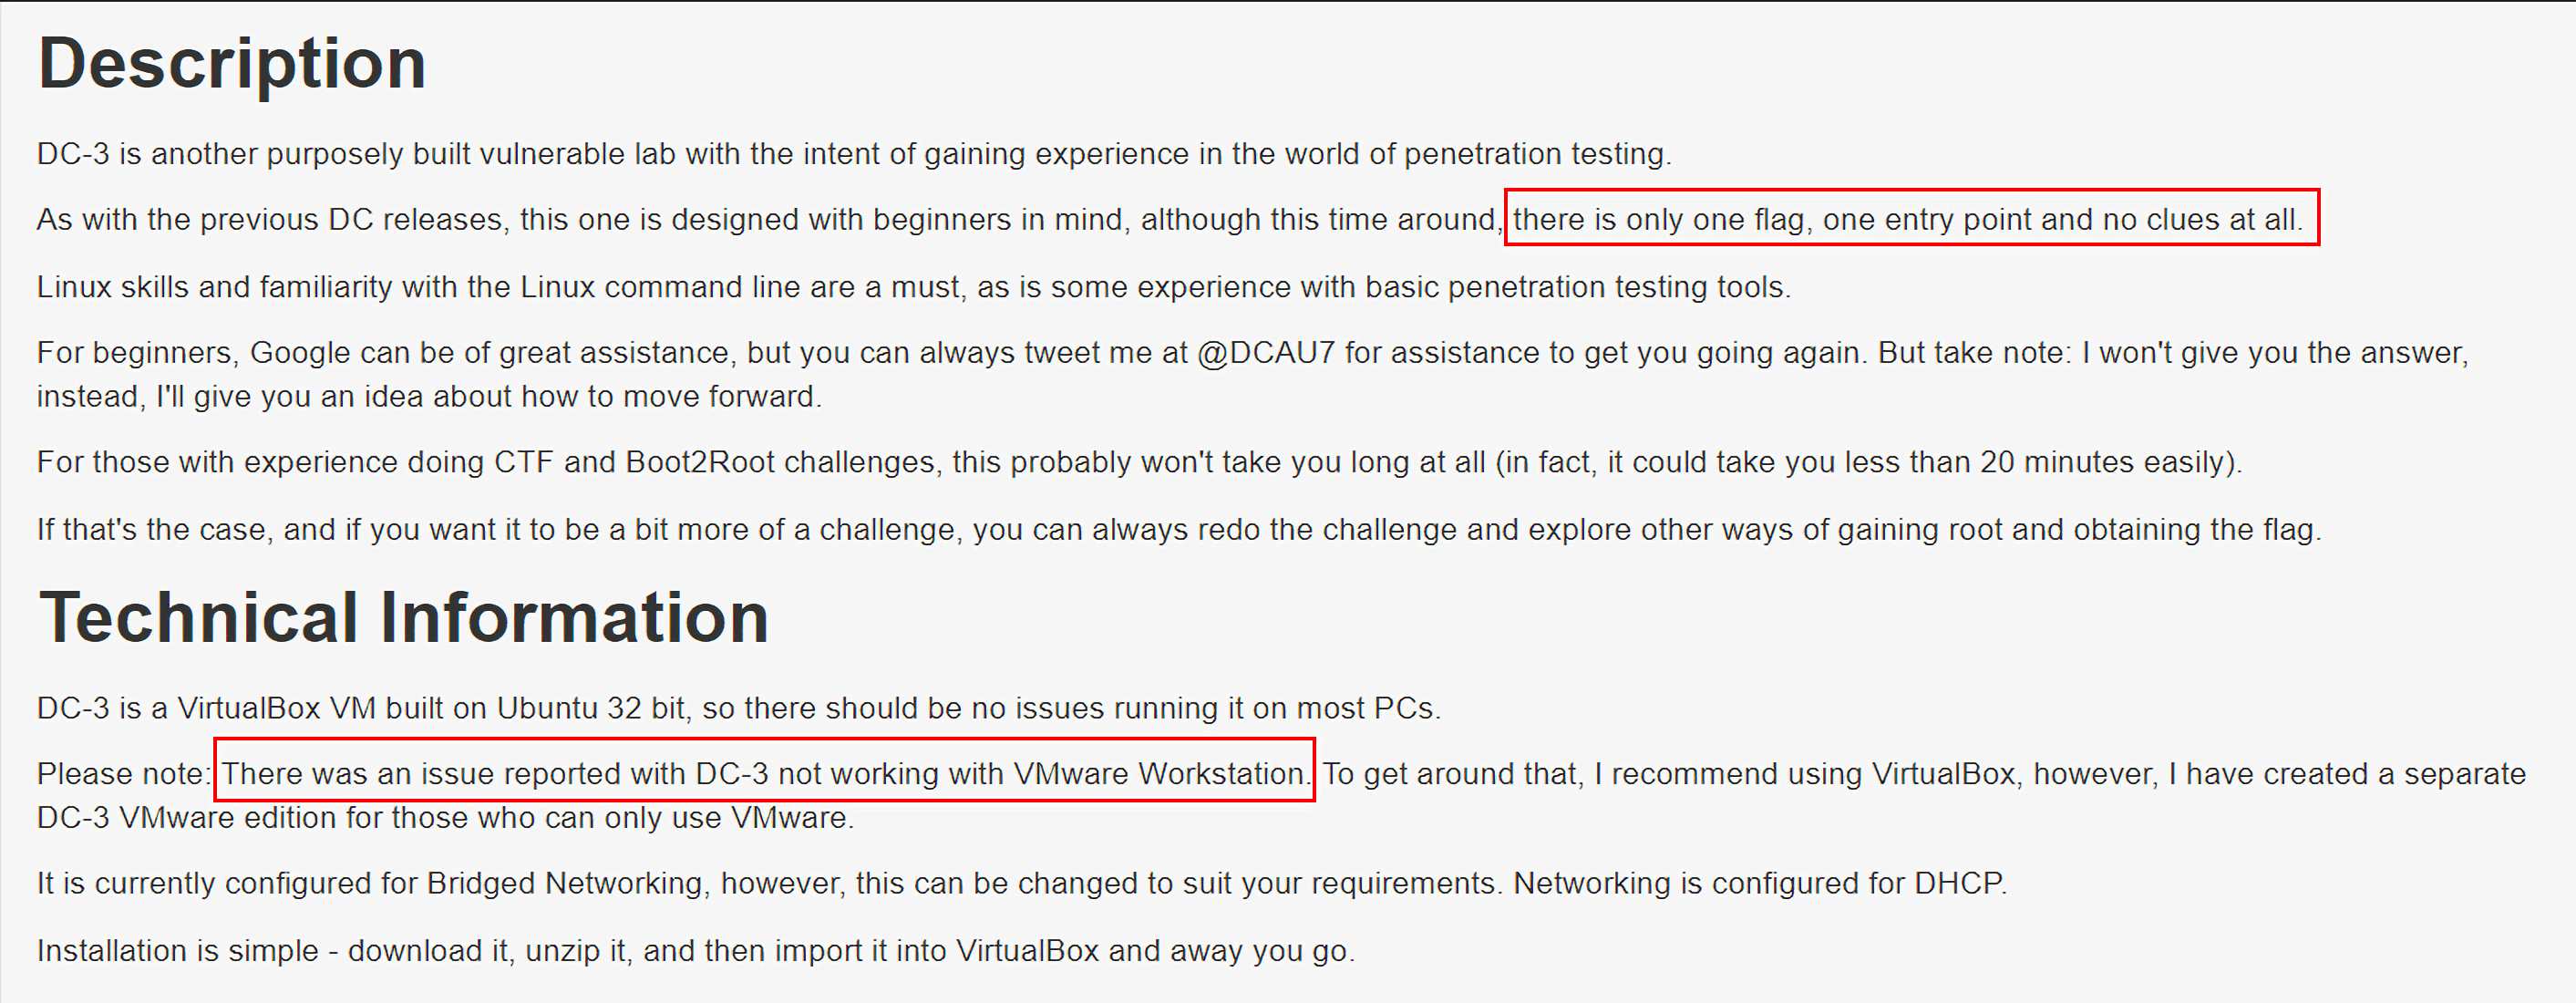 Description
DC-3 is another purposely built vulnerable lab with the intent of gaining experience in the world of penetration testing.
As with the previous DC releases, this one is designed with beginners in mind, although this time around, there is only one flag, one entry point and no clues at all.
Linux skills and familiarity with the Linux command line are a must, as is some experience with basic penetration testing tools.
For beginners, Google can be of great assistance, but you can always tweet me at @DCAU7 for assistance to get you going again. But take note: I won't give you the answer,
instead, I'll give you an idea about how to move forward.
For those with experience doing CTF and Boot2Root challenges, this probably won't take you long at all (in fact, it could take you less than 20 minutes easily).
If that's the case, and if you want it to be a bit more of a challenge, you can always redo the challenge and explore other ways of gaining root and obtaining the flag.
Technical Information
DC-3 is a VirtualBox VM built on Ubuntu 32 bit, so there should be no issues running it on most PCs.
Please note: There was an issue reported with DC-3 not working with VMware Workstation. To get around that, I recommend using VirtualBox, however, I have created a separate
DC-3 VMware edition for those who can only use VMware.
It is currently configured for Bridged Networking, however, this can be changed to suit your requirements. Networking is configured for DHCP.
Installation is simple - download it, unzip it, and then import it into VirtualBox and away you go.